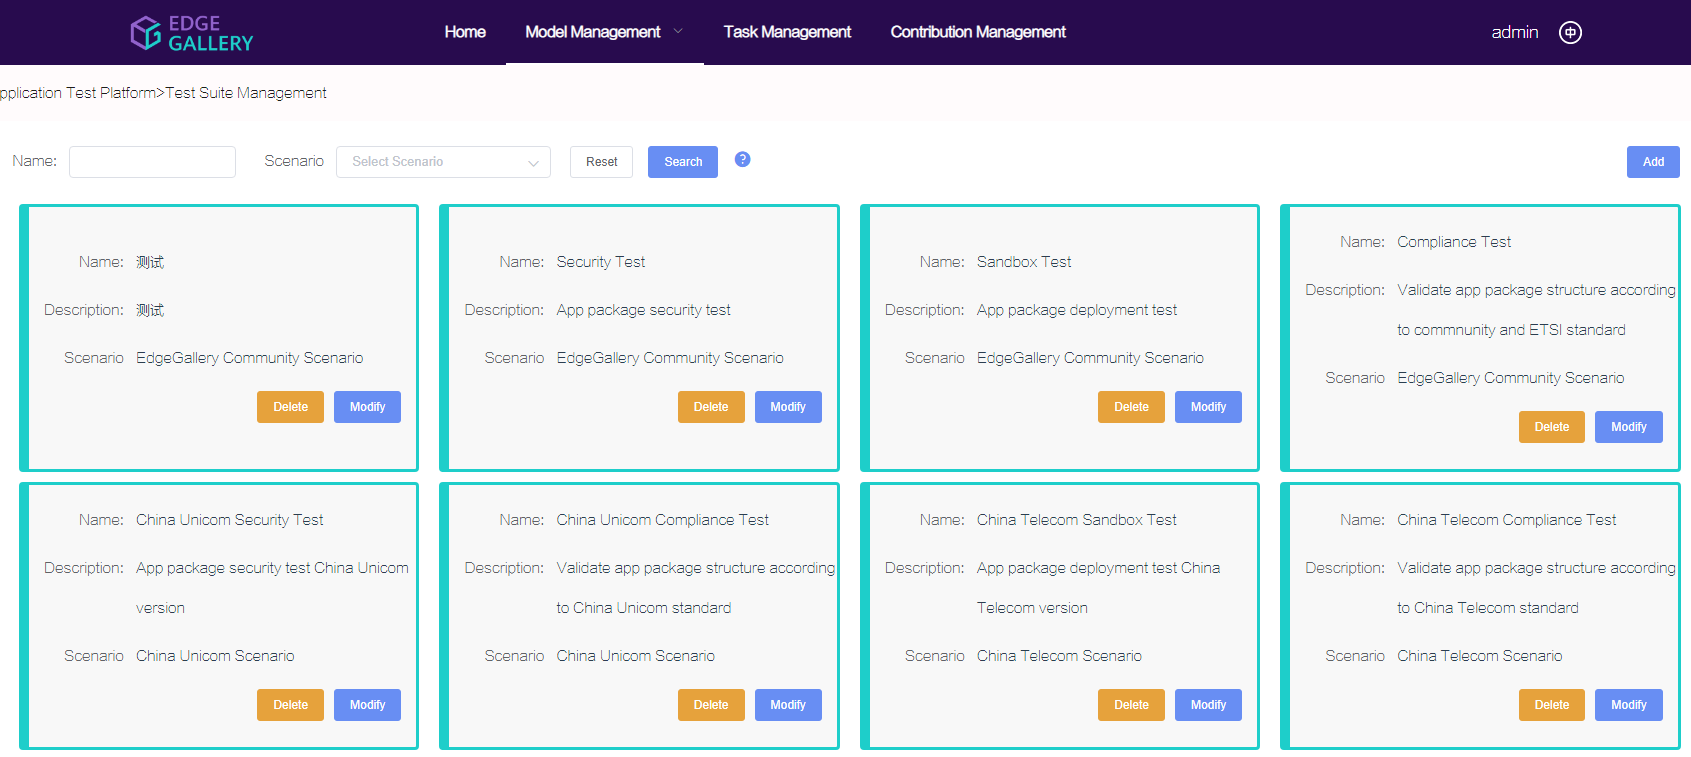 EDGE
GALLERY
Home
Model Management
Task Management
Contribution Management
admin
中
pplication Test Platform>Test Suite Management
Name:
Scenario
Select Scenario
Reset
Search
?
Add
Name: 测试
Description: 测试
Scenario EdgeGallery Community Scenario
Delete
Modify
Name: Security Test
Description: App package security test
Scenario EdgeGallery Community Scenario
Delete
Modify
Name: Sandbox Test
Description: App package deployment test
Scenario EdgeGallery Community Scenario
Delete
Modify
Name: Compliance Test
Description: Validate app package structure according
to commnunity and ETSI standard
Scenario EdgeGallery Community Scenario
Delete
Modify
Name: China Unicom Security Test
Description: App package security test China Unicom
version
Scenario China Unicom Scenario
Delete
Modify
Name: China Unicom Compliance Test
Description: Validate app package structure according
to China Unicom standard
Scenario China Unicom Scenario
Delete
Modify
Name: China Telecom Sandbox Test
Description: App package deployment test China
Telecom version
Scenario China Telecom Scenario
Delete
Modify
Name: China Telecom Compliance Test
Description: Validate app package structure according
to China Telecom standard
Scenario China Telecom Scenario
Delete
Modify